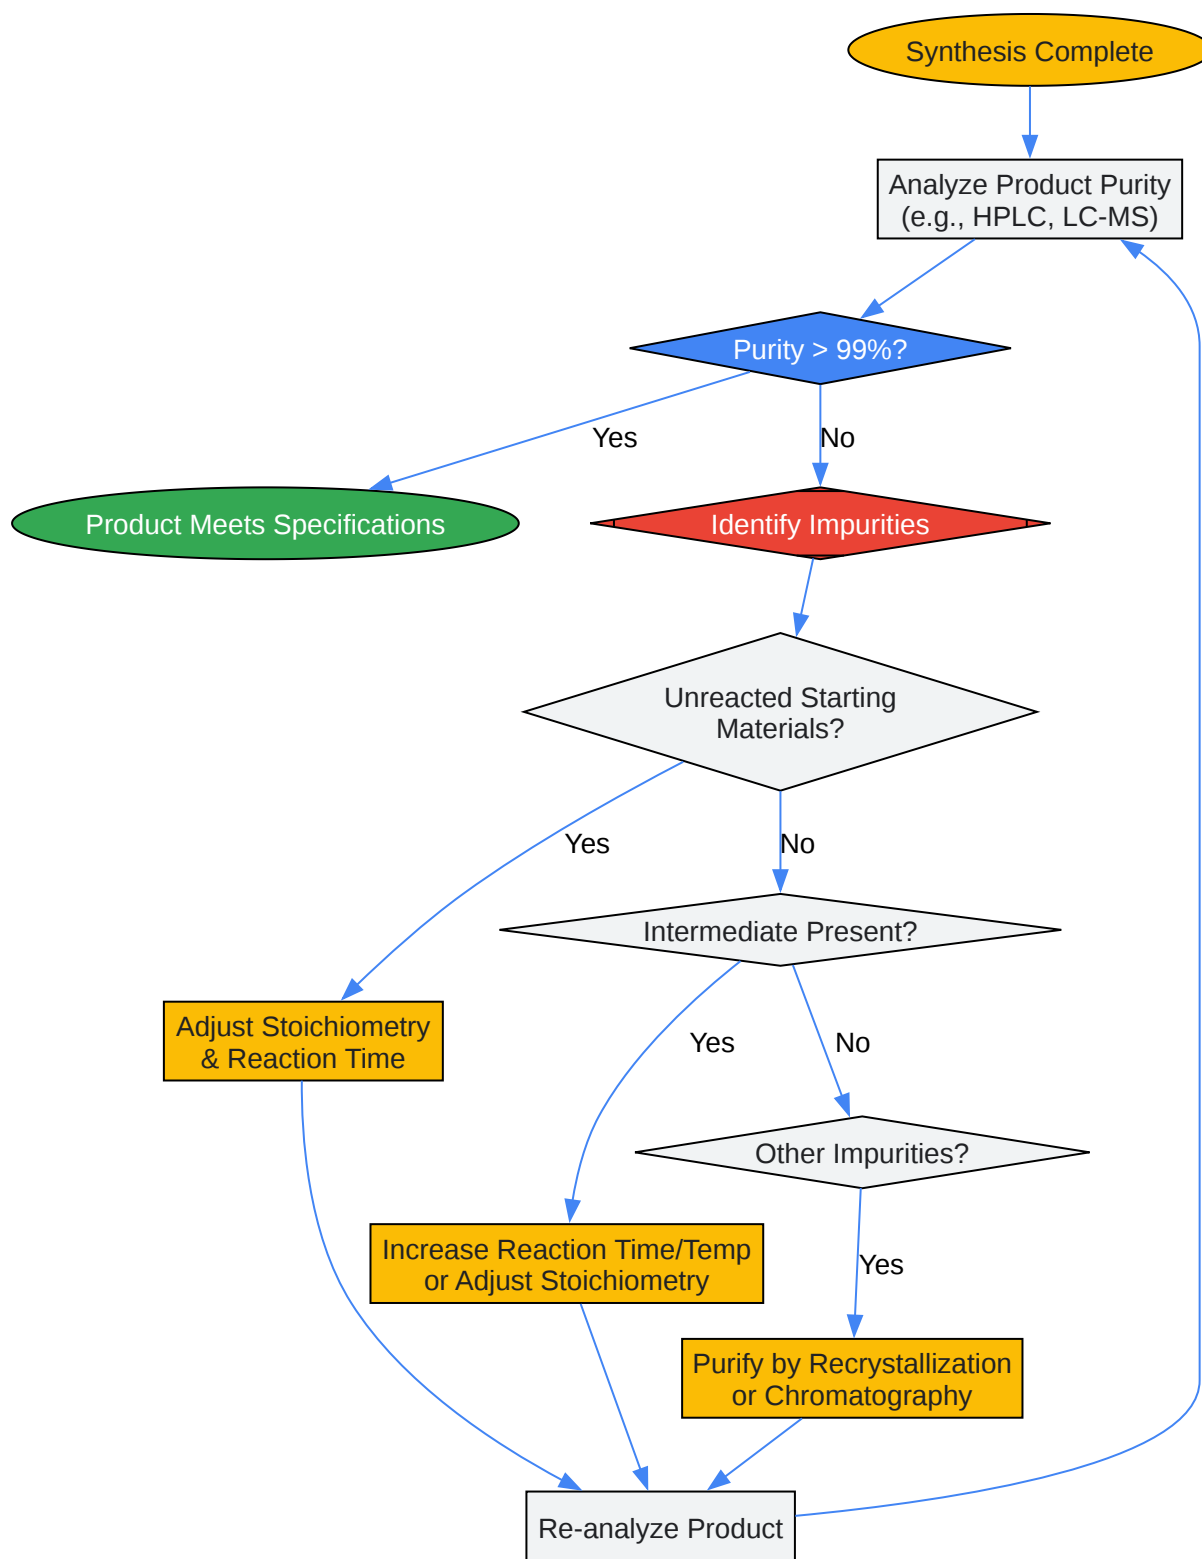 Synthesis Complete
Analyze Product Purity
(e.g., HPLC, LC-MS)
Purity > 99%?
Yes
No
Product Meets Specifications
Identify Impurities
Unreacted Starting
Materials?
Yes
No
Intermediate Present?
Adjust Stoichiometry
& Reaction Time
Yes
No
Other Impurities?
Increase Reaction Time/Temp
or Adjust Stoichiometry
Yes
Purify by Recrystallization
or Chromatography
Re-analyze Product